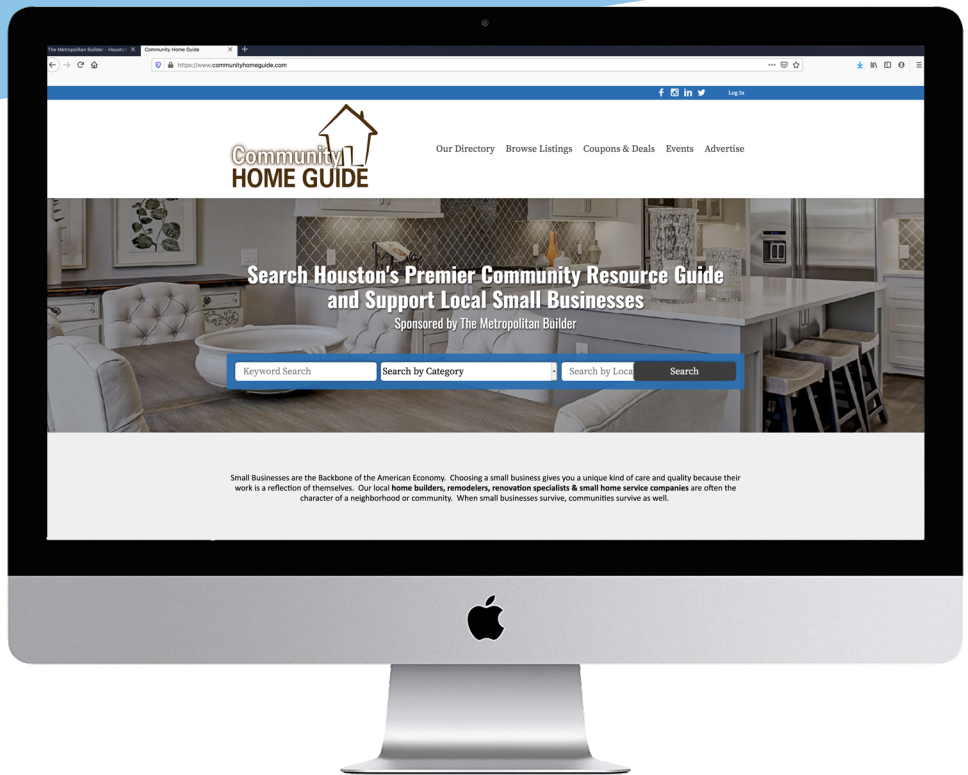 The Metropolitan Builder - Houston
Community Home Guide
https://www.communityhomeguide.com
Log In
Community
HOME GUIDE
Our Directory Browse Listings Coupons & Deals Events Advertise
Search Houston's Premier Community Resource Guide
and Support Local Small Businesses
Sponsored by The Metropolitan Builder
Keyword Search Search by Category Search by Loca Search
Small Businesses are the Backbone of the American Economy. Choosing a small business gives you a unique kind of care and quality because their
work is a reflection of themselves. Our local home builders, remodelers, renovation specialists & small home service companies are often the
character of a neighborhood or community. When small businesses survive, communities survive as well.